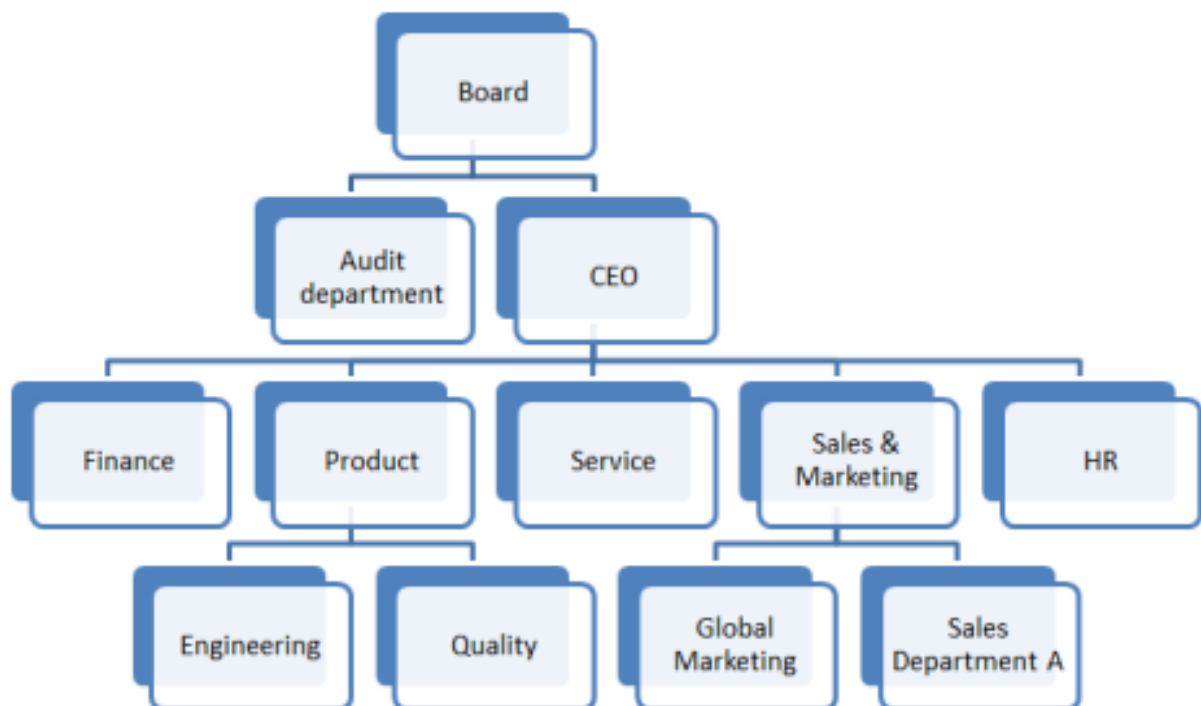 Board
Audit
department
CEO
Finance
Product
Service
Sales &
Marketing
HR
Engineering
Quality
Global
Marketing
Sales
Department A